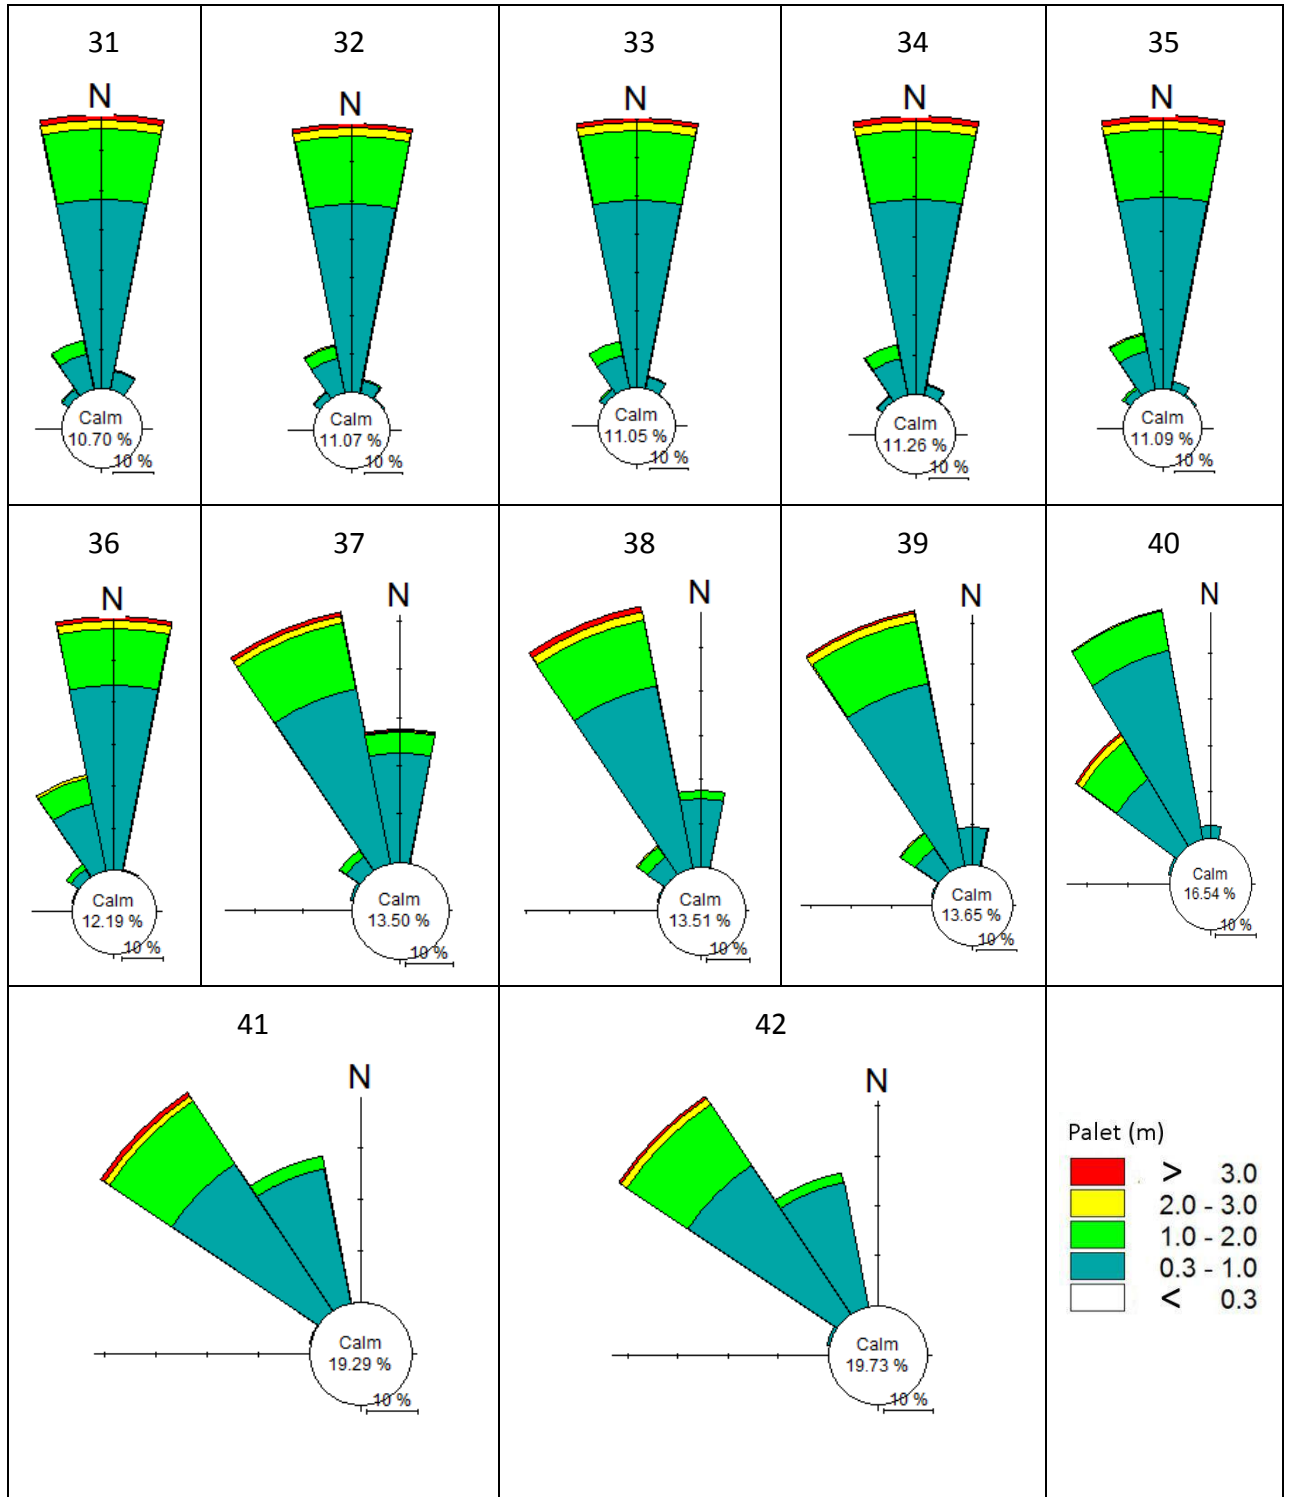 31
32
33
34
35
N
N
N
N
N
Calm
10.70 %
10 %
Calm
11.07 %
10 %
Calm
11.05 %
10 %
Calm
11.26 %
10 %
Calm
11.09 %
10 %
36
37
38
39
40
N
N
N
N
N
Calm
12.19 %
10 %
Calm
13.50 %
10 %
Calm
13.51 %
10 %
Calm
13.65 %
10 %
Calm
16.54 %
10 %
41
42
N
N
Calm
19.29 %
10 %
Calm
19.73 %
10 %
Palet (m)
> 3.0
2.0 - 3.0
1.0 - 2.0
0.3 - 1.0
< 0.3